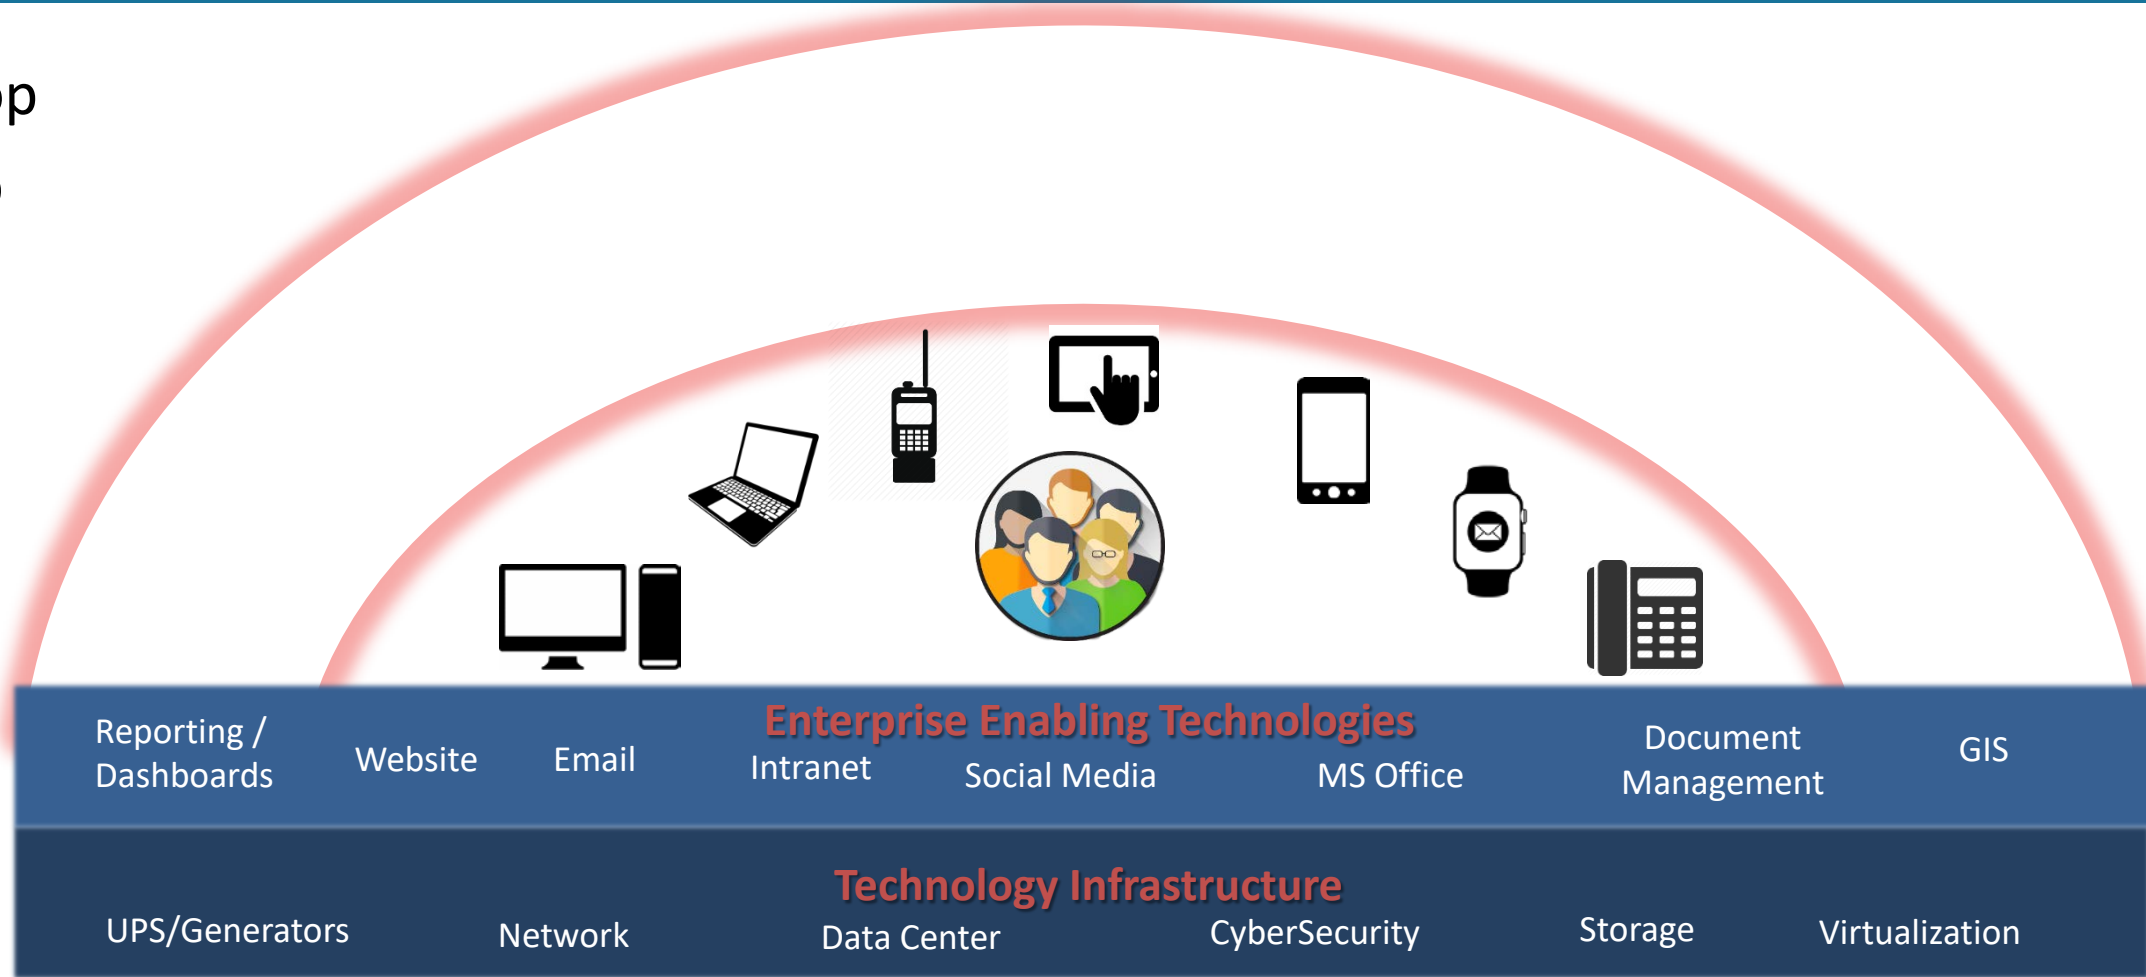 Enterprise Enabling Technologies
Reporting /
Dashboards
Website
Email
Intranet
Social Media
MS Office
Document
Management
GIS
Technology Infrastructure
UPS/Generators
Network
Data Center
CyberSecurity
Storage
Virtualization